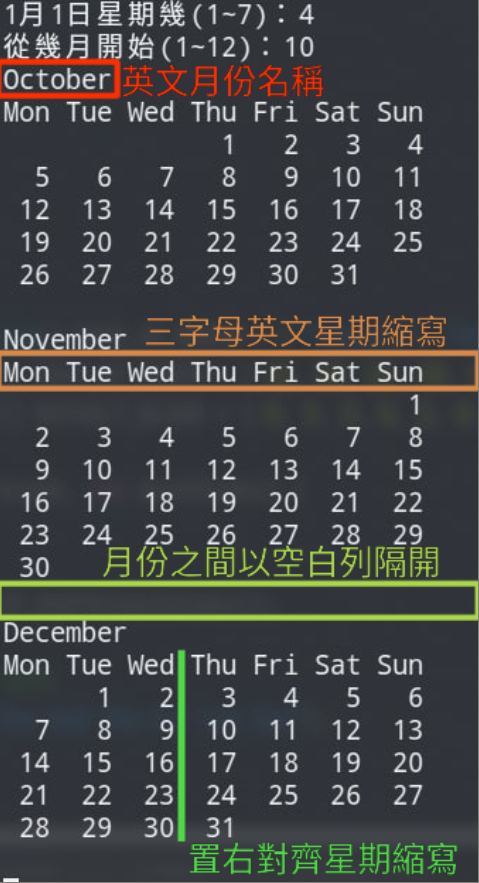 1月1日星期幾(1~7): 4
從幾月開始(1~12): 10
October 英文月份名稱
Mon Tue Wed Thu Fri Sat Sun
1 2 3 4
5 6 7 8 9 10 11
12 13 14 15 16 17 18
19 20 21 22 23 24 25
26 27 28 29 30 31
November 三字母英文星期縮寫
Mon Tue Wed Thu Fri Sat Sun
1
2 3 4 5 6 7 8
9 10 11 12 13 14 15
16 17 18 19 20 21 22
23 24 25 26 27 28 29
30 月份之間以空白列隔開
December
Mon Tue Wed Thu Fri Sat Sun
1 2 3 4 5 6
7 8 9 10 11 12 13
14 15 16 17 18 19 20
21 22 23 24 25 26 27
28 29 30 31
置右對齊星期縮寫